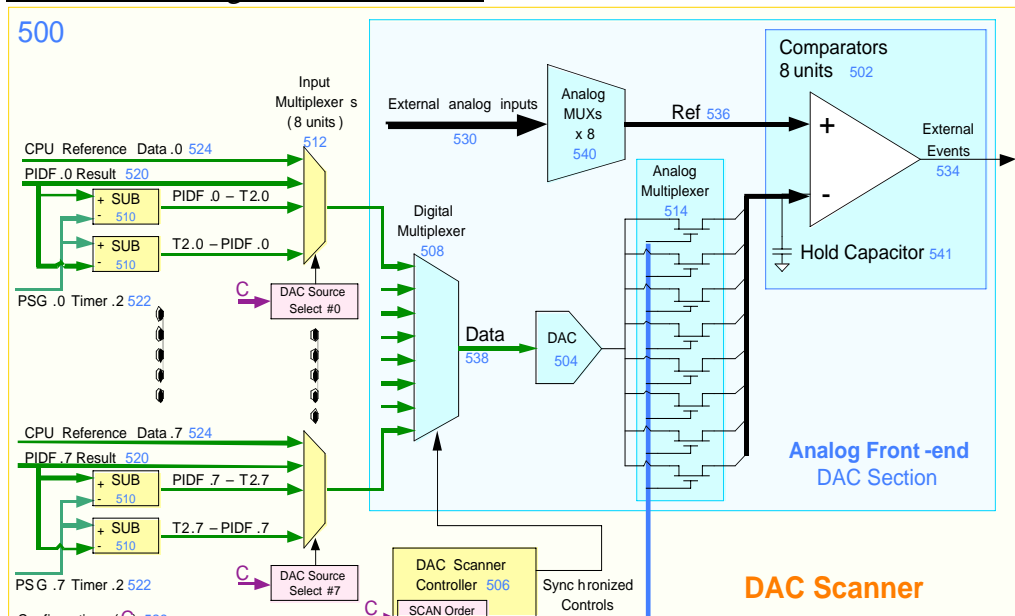 500
Comparators
8 units 502
Input
Multiplexer s
( 8 units )
512
External analog inputs
530
Analog
MUXs
x 8
540
Ref 536
+
-
External
Events
534
CPU Reference Data .0 524
PIDF .0 Result 520
+ SUB
-
510
PIDF .0 – T2.0
+ SUB
-
510
T2.0 – PIDF .0
PSG .0 Timer .2 522
C
DAC Source
Select #0
Digital
Multiplexer
508
Data
538
DAC
504
Analog
Multiplexer
514
Hold Capacitor 541
CPU Reference Data .7 524
PIDF .7 Result 520
+ SUB
-
510
PIDF .7 – T2.7
+ SUB
-
510
T2.7 – PIDF .7
PSG .7 Timer .2 522
C
DAC Source
Select #7
Analog Front -end
DAC Section
DAC Scanner
Controller 506
C
SCAN Order
Sync hronized
Controls
DAC Scanner